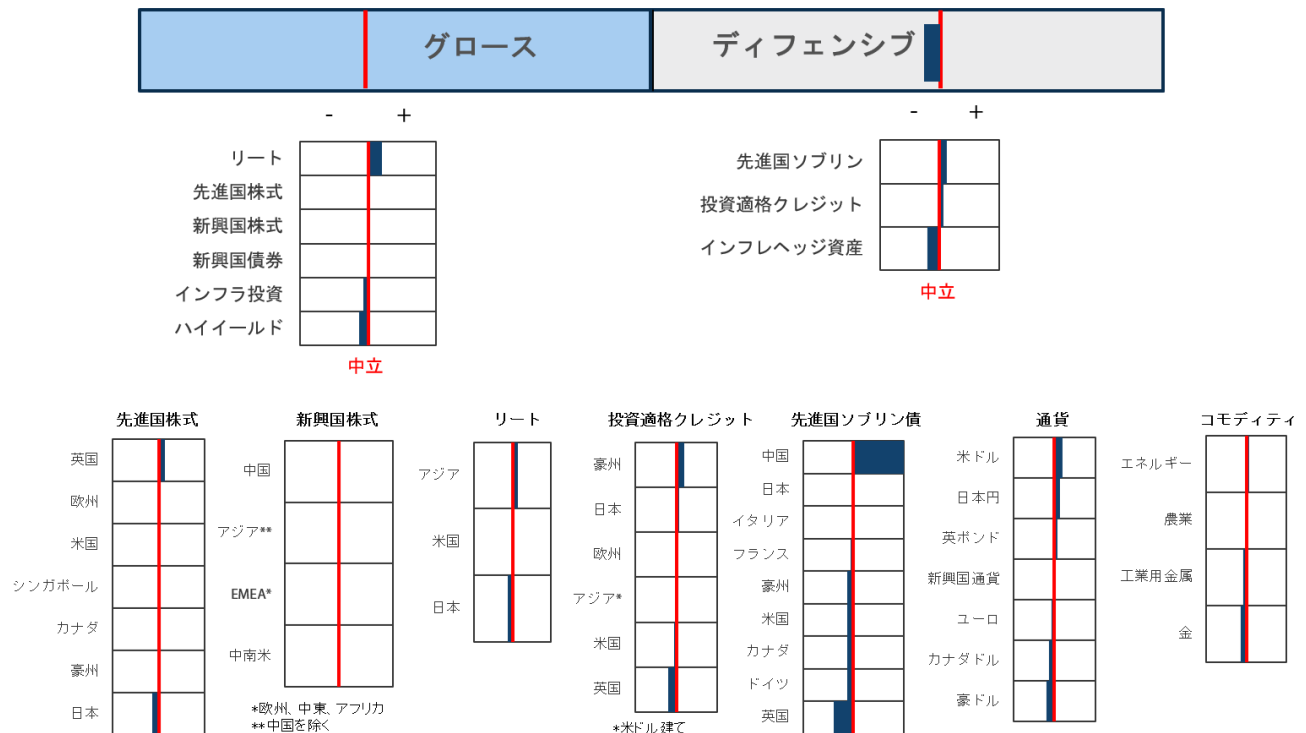 グロース
ディフェンシブ
- +
リート
先進国株式
新興国株式
新興国債券
インフラ投資
ハイイールド
中立
- +
先進国ソブリン
投資適格クレジット
インフレヘッジ資産
中立
先進国株式
英国
欧州
米国
シンガポール
カナダ
豪州
日本
新興国株式
中国
アジア**
EMEA*
中南米
*欧州、中東、アフリカ
**中国を除く
リート
アジア
米国
日本
投資適格クレジット
豪州
日本
欧州
アジア*
米国
英国
*米ドル建て
先進国ソブリン債
中国
日本
イタリア
フランス
豪州
米国
カナダ
ドイツ
英国
通貨
米ドル
日本円
英ポンド
新興国通貨
ユーロ
カナダドル
豪ドル
コモディティ
エネルギー
農業
工業用金属
金